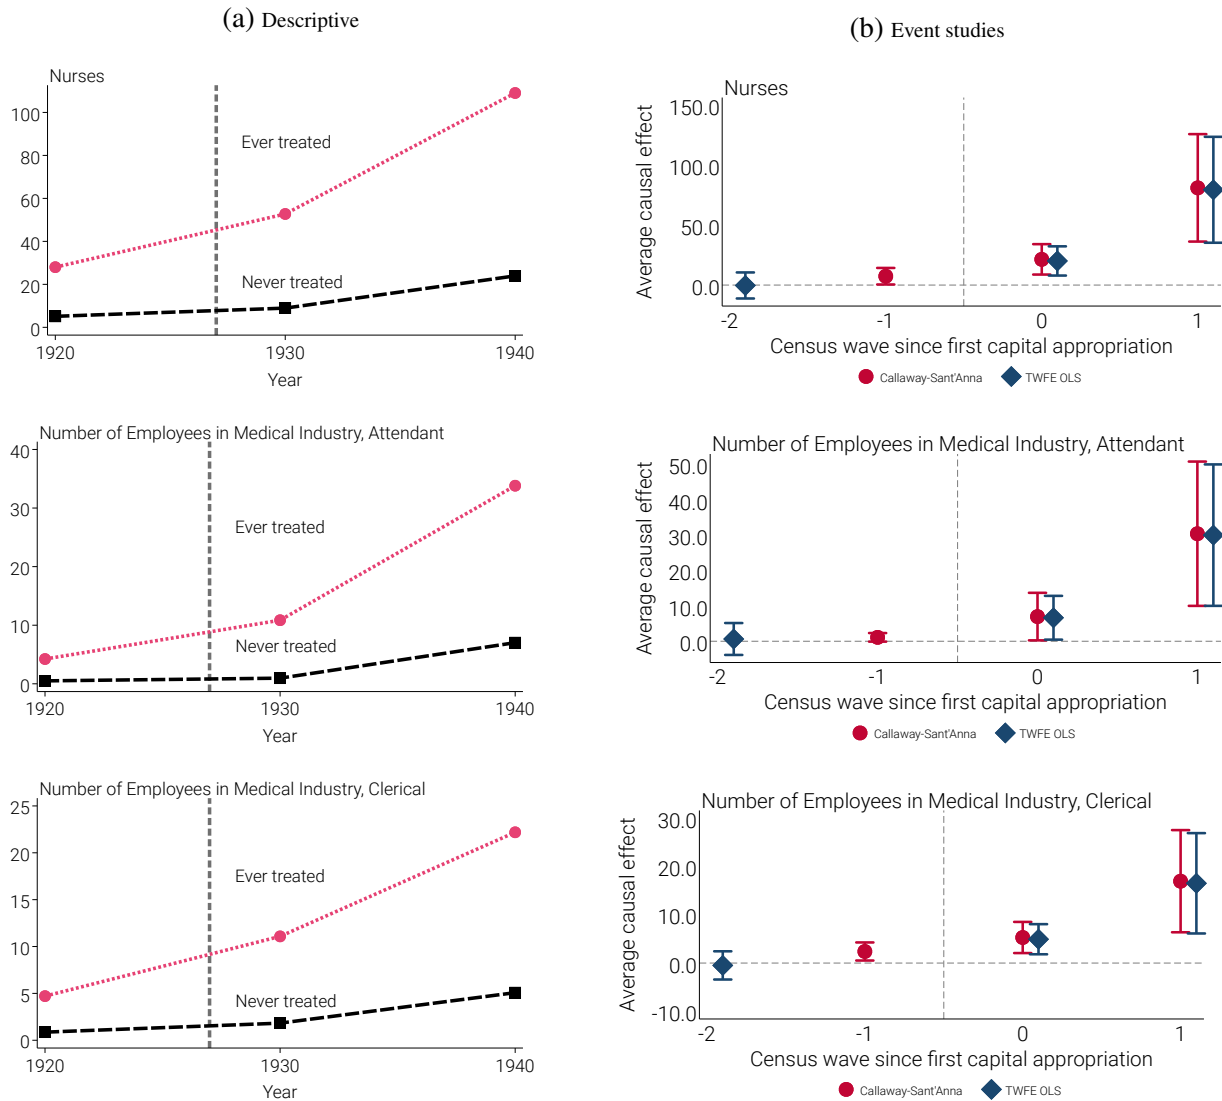 (a) Descriptive
Nurses
100
80
60
40
20
0
Ever treated
Never treated
1920
1930
1940
Year
Number of Employees in Medical Industry, Attendant
40
30
20
10
0
Ever treated
Never treated
1920
1930
1940
Year
Number of Employees in Medical Industry, Clerical
25
20
15
10
5
0
Ever treated
Never treated
1920
1930
1940
Year
(b) Event studies
Nurses
Average causal effect
150.0
100.0
50.0
0.0
-2
-1
0
1
Census wave since first capital appropriation
Callaway-Sant'Anna
TWFE OLS
Number of Employees in Medical Industry, Attendant
Average causal effect
50.0
40.0
30.0
20.0
10.0
0.0
-2
-1
0
1
Census wave since first capital appropriation
Callaway-Sant'Anna
TWFE OLS
Number of Employees in Medical Industry, Clerical
Average causal effect
30.0
20.0
10.0
0.0
-10.0
-2
-1
0
1
Census wave since first capital appropriation
Callaway-Sant'Anna
TWFE OLS